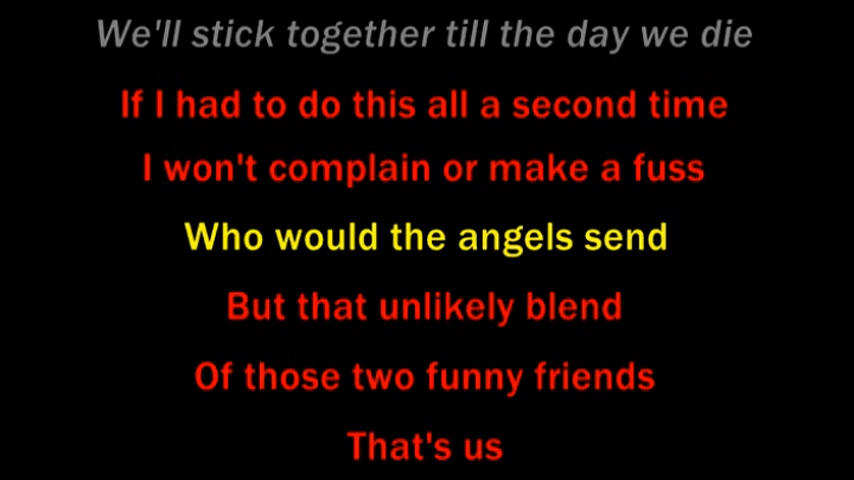 We'll stick together till the day we die
If I had to do this all a second time
I won't complain or make a fuss
Who would the angels send
But that unlikely blend
Of those two funny friends
That's us